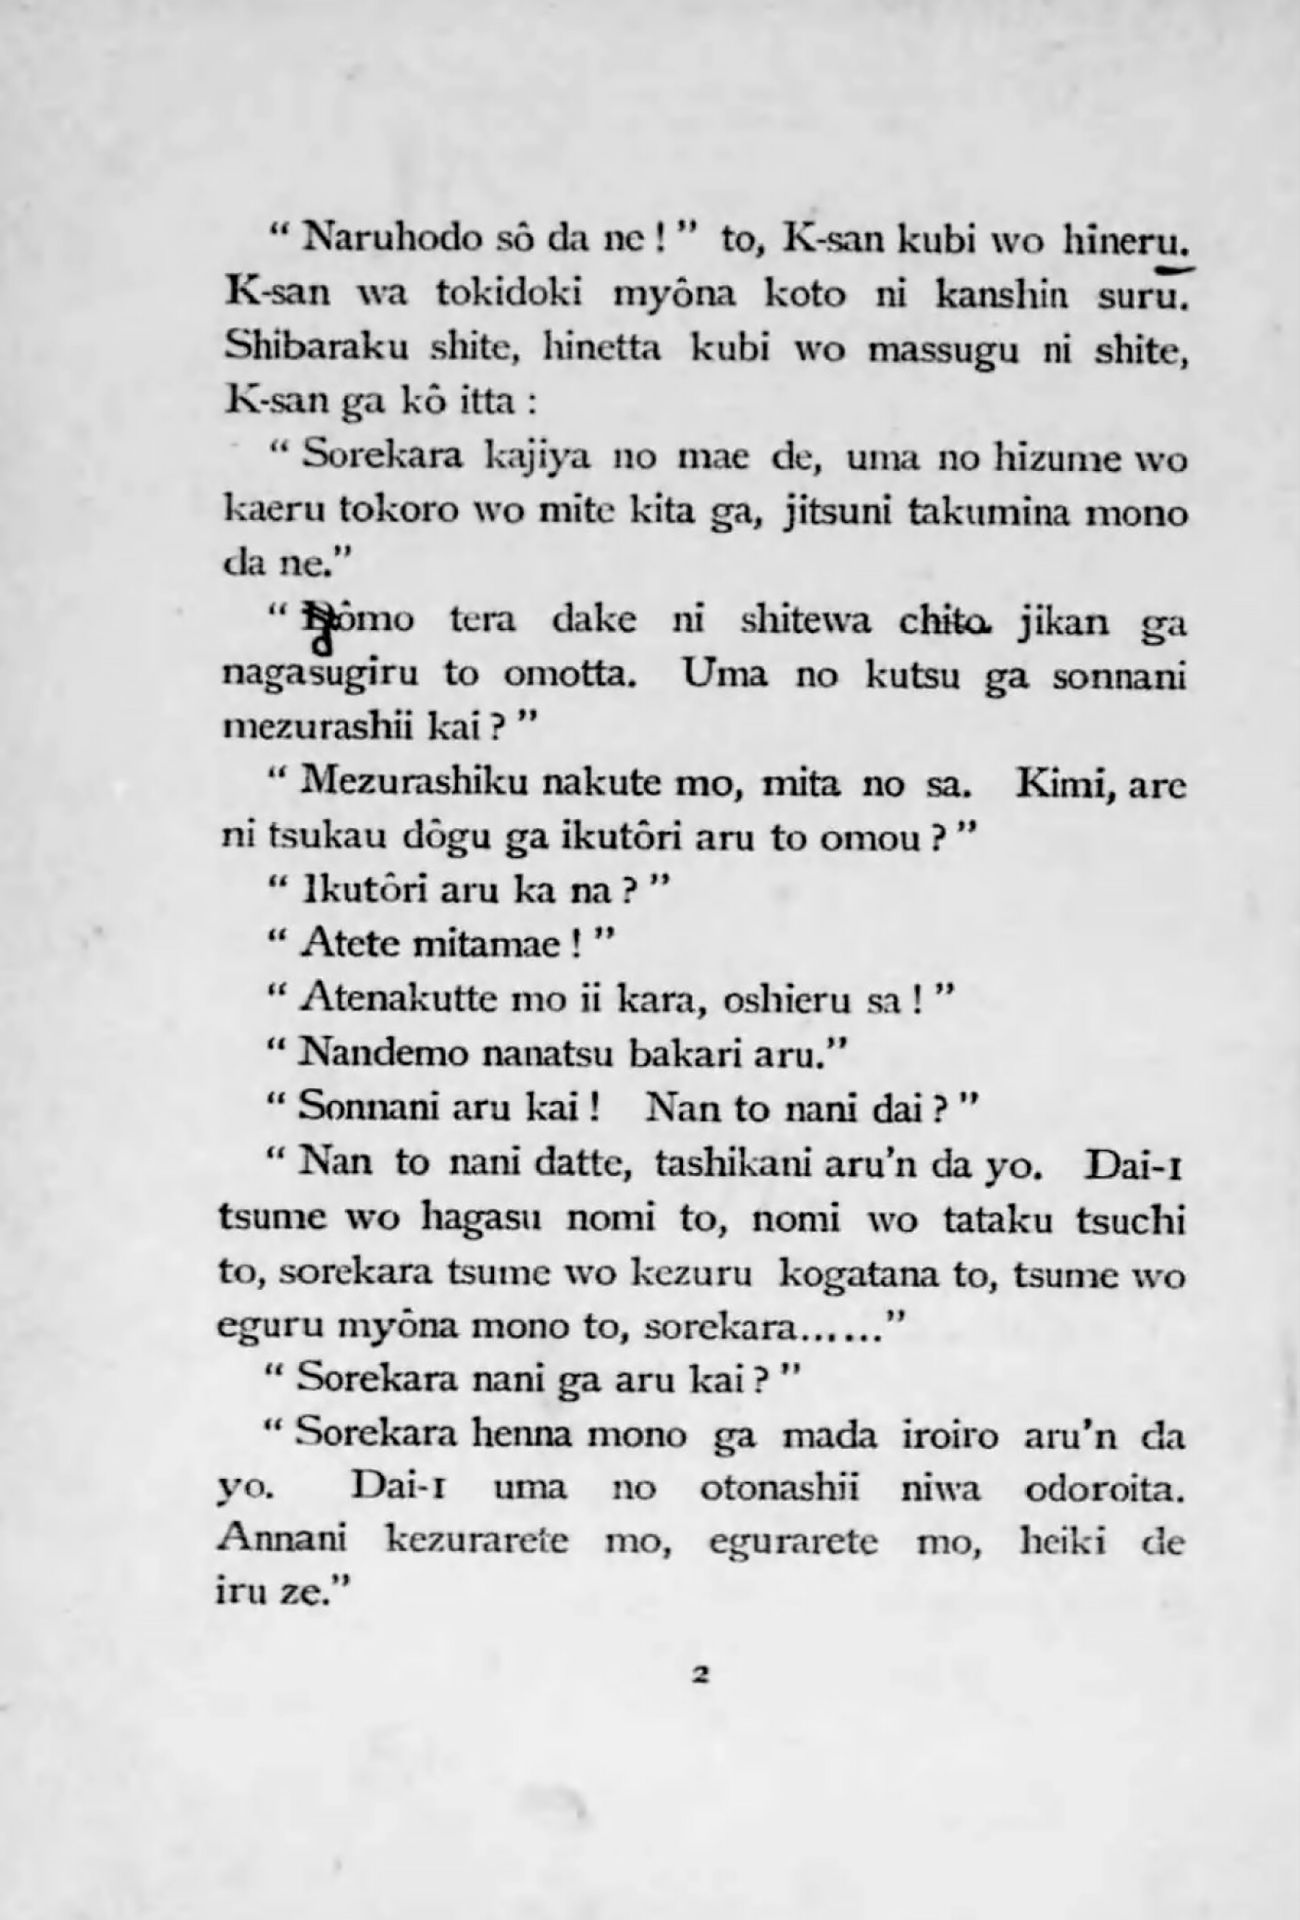 “ Naruhodo sô da ne ! ” to, K-san kubi wo hineru.
K-san wa tokidoki myôna koto ni kanshin suru.
Shibaraku shite, hinetta kubi wo massugu ni shite,
K-san ga kô itta :
“ Sorekara kajiya no mae de, uma no hizume wo
kaeru tokoro wo mite kita ga, jitsuni takumina mono
da ne.”
“ Dômo tera dake ni shitewa chito jikan ga
nagasugiru to omotta. Uma no kutsu ga sonnani
mezurashii kai ? ”
“ Mezurashiku nakute mo, mita no sa. Kimi, are
ni tsukau dôgu ga ikutôri aru to omou ? ”
“ Ikutôri aru ka na ? ”
“ Atete mitamae ! ”
“ Atenakutte mo ii kara, oshieru sa ! ”
“ Nandemo nanatsu bakari aru.”
“ Sonnani aru kai ! Nan to nani dai ? ”
“ Nan to nani datte, tashikani aru’n da yo. Dai-1
tsume wo hagasu nomi to, nomi wo tataku tsuchi
to, sorekara tsume wo kezuru kogatana to, tsume wo
eguru myôna mono to, sorekara......”
“ Sorekara nani ga aru kai ? ”
“ Sorekara henna mono ga mada iroiro aru’n da
yo. Dai-1 uma no otonashii niwa odoroita.
Annani kezurarete mo, egurarete mo, heiki de
iru ze.”
2